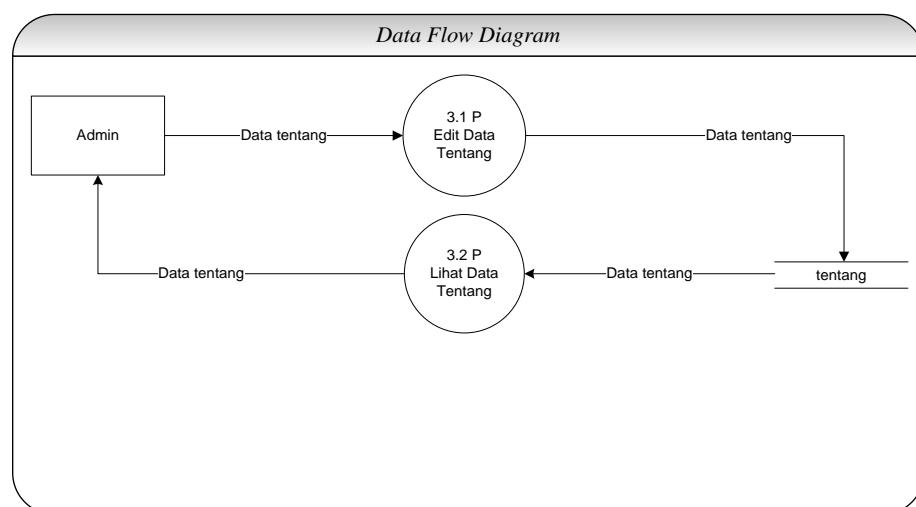 Data Flow Diagram
Admin
Data tentang
3.1 P
Edit Data
Tentang
Data tentang
Data tentang
3.2 P
Lihat Data
Tentang
Data tentang
tentang